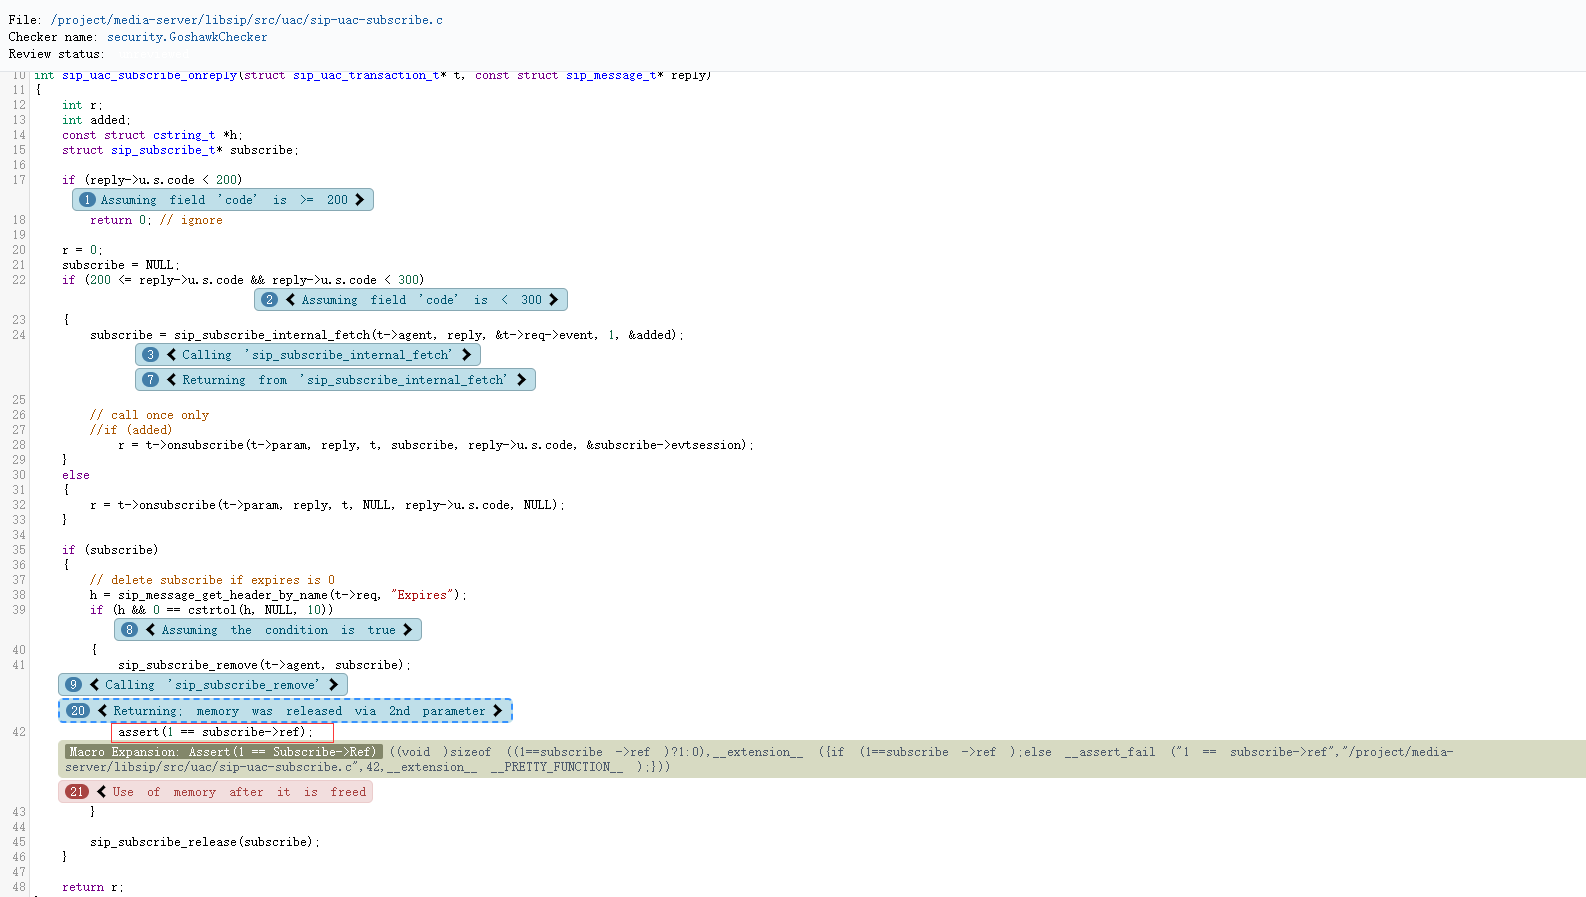 File: /project/media-server/libsip/src/uac/sip-uac-subscribe.c
Checker name: security.GoshawkChecker
Review status:
10 int sip_uac_subscribe_onreply(struct sip_uac_transaction_t* t, const struct sip_message_t* reply)
11 {
12 int r;
13 int added;
14 const struct cstring_t *h;
15 struct sip_subscribe_t* subscribe;
16
17 if (reply->u.s.code < 200)
1 Assuming field 'code' is >= 200
18 return 0; // ignore
19
20 r = 0;
21 subscribe = NULL;
22 if (200 <= reply->u.s.code && reply->u.s.code < 300)
2 Assuming field 'code' is < 300
23 {
24 subscribe = sip_subscribe_internal_fetch(t->agent, reply, &t->req->event, 1, &added);
3 Calling 'sip_subscribe_internal_fetch'
7 Returning from 'sip_subscribe_internal_fetch'
25
26 // call once only
27 //if (added)
28 r = t->onsubscribe(t->param, reply, t, subscribe, reply->u.s.code, &subscribe->evtsession);
29 }
30 else
31 {
32 r = t->onsubscribe(t->param, reply, t, NULL, reply->u.s.code, NULL);
33 }
34
35 if (subscribe)
36 {
37 // delete subscribe if expires is 0
38 h = sip_message_get_header_by_name(t->req, "Expires");
39 if (h && 0 == cstrtol(h, NULL, 10))
8 Assuming the condition is true
40 {
41 sip_subscribe_remove(t->agent, subscribe);
9 Calling 'sip_subscribe_remove'
20 Returning; memory was released via 2nd parameter
42 assert(1 == subscribe->ref);
Macro Expansion: Assert(1 == Subscribe->Ref) ((void )sizeof ((1==subscribe ->ref )?1:0),__extension__ ({if (1==subscribe ->ref );else __assert_fail ("1 == subscribe->ref","/project/media-
server/libsip/src/uac/sip-uac-subscribe.c",42,__extension__ __PRETTY_FUNCTION__ );}))
21 Use of memory after it is freed
43 }
44
45 sip_subscribe_release(subscribe);
46 }
47
48 return r;